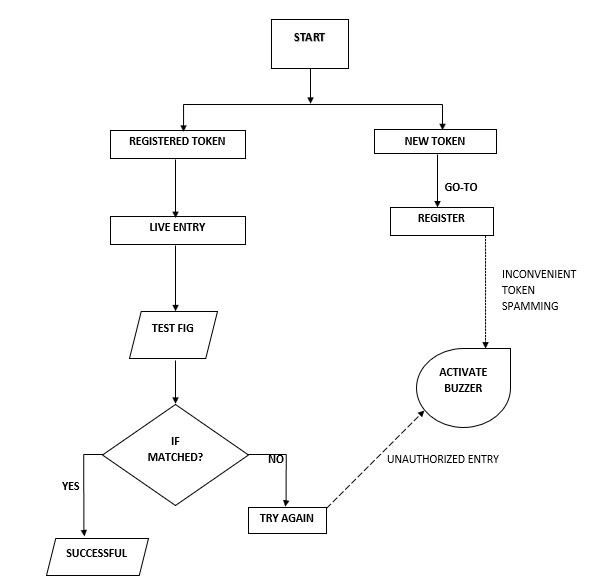 START
REGISTERED TOKEN
NEW TOKEN
GO-TO
LIVE ENTRY
REGISTER
INCONVENIENT
TOKEN
SPAMMING
TEST FIG
ACTIVATE
BUZZER
IF
MATCHED?
NO
UNAUTHORIZED ENTRY
YES
TRY AGAIN
SUCCESSFUL